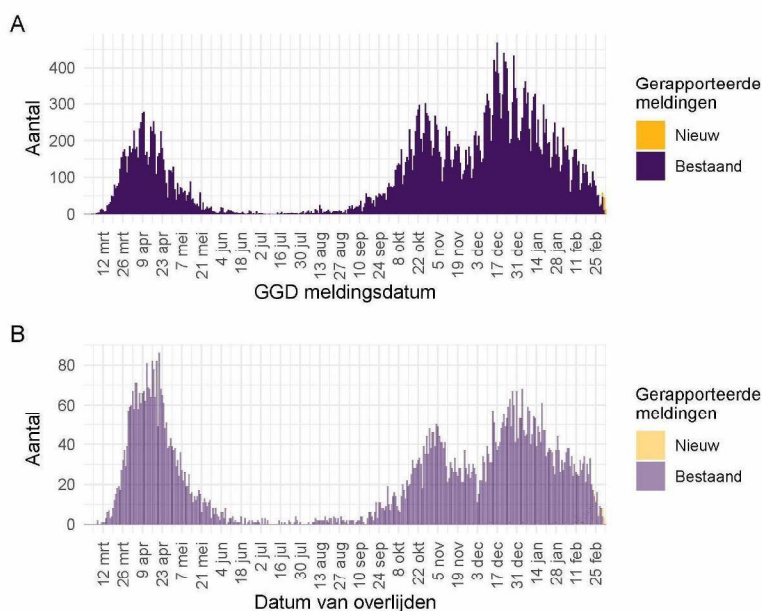 A
Aantal
400
300
200
100
0
12 mrt
26 mrt
9 apr
23 apr
7 mei
21 mei
4 jun
18 jun
2 jul
16 jul
30 jul
13 aug
27 aug
10 sep
24 sep
8 okt
22 okt
5 nov
19 nov
3 dec
17 dec
31 dec
14 jan
28 jan
11 feb
25 feb
GGD meldingsdatum
Gerapporteerde
meldingen
Nieuw
Bestaand
B
Aantal
80
60
40
20
0
12 mrt
26 mrt
9 apr
23 apr
7 mei
21 mei
4 jun
18 jun
2 jul
16 jul
30 jul
13 aug
27 aug
10 sep
24 sep
8 okt
22 okt
5 nov
19 nov
3 dec
17 dec
31 dec
14 jan
28 jan
11 feb
25 feb
Datum van overlijden
Gerapporteerde
meldingen
Nieuw
Bestaand